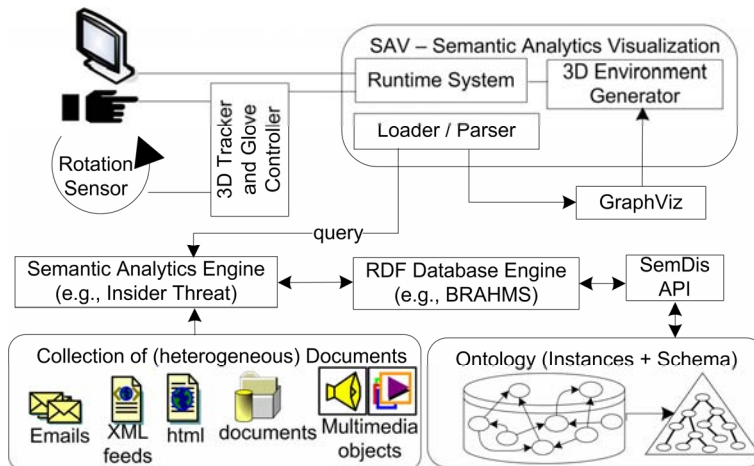 SAV – Semantic Analytics Visualization
Runtime System
3D Environment
Generator
Loader / Parser
3D Tracker
and Glove
Controller
Rotation
Sensor
GraphViz
query
Semantic Analytics Engine
(e.g., Insider Threat)
RDF Database Engine
(e.g., BRAHMS)
SemDis
API
Collection of (heterogeneous) Documents
Emails
XML
feeds
html
documents
Multimedia
objects
Ontology (Instances + Schema)